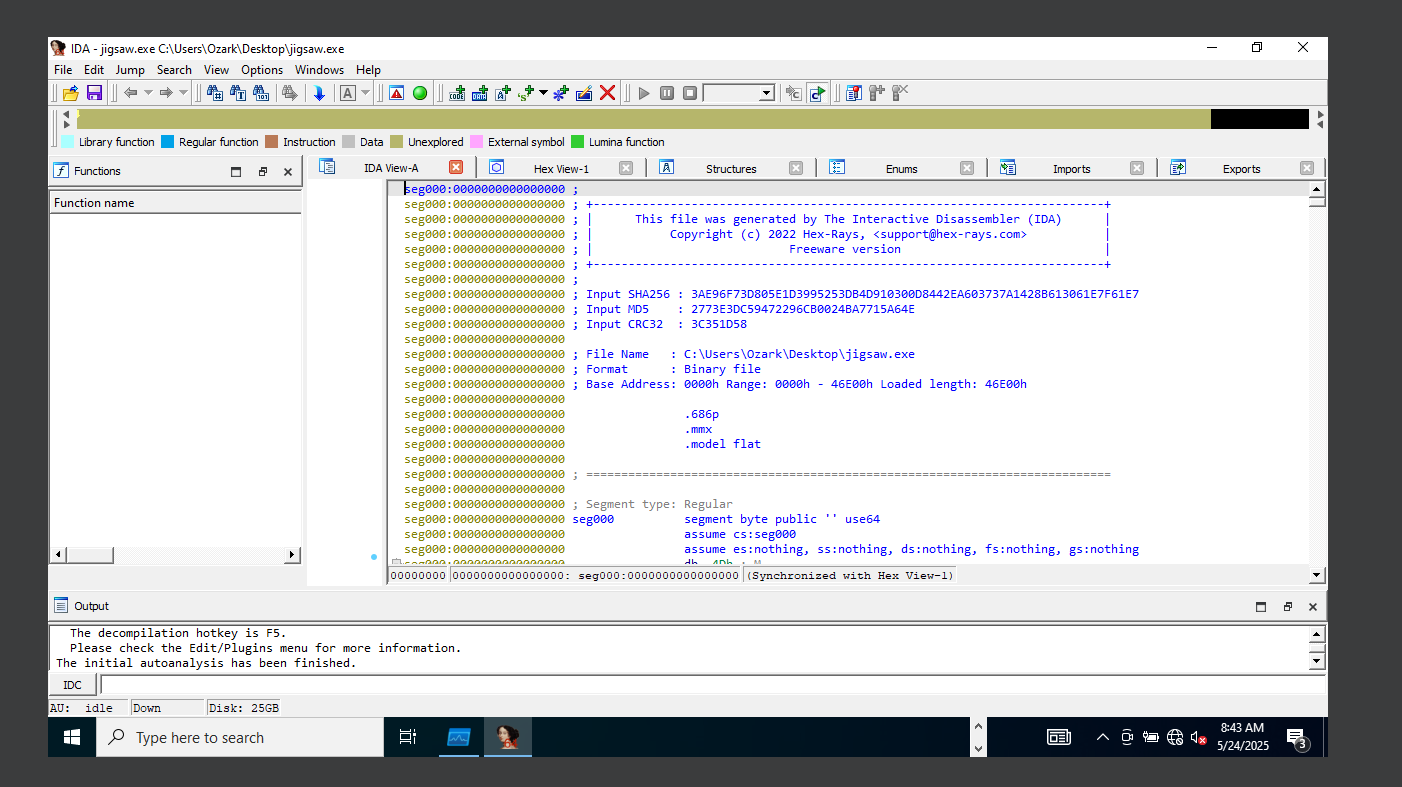 IDA - jigsaw.exe C:\Users\Ozark\Desktop\jigsaw.exe
File Edit Jump Search View Options Windows Help
Library function Regular function Instruction Data Unexplored External symbol Lumina function
Functions
IDA View-A Hex View-1 Structures Enums Imports Exports
Function name
seg000:0000000000000000 ;
seg000:0000000000000000 ; +-------------------------------------------------------------------------+
seg000:0000000000000000 ; | This file was generated by The Interactive Disassembler (IDA) |
seg000:0000000000000000 ; | Copyright (c) 2022 Hex-Rays, <support@hex-rays.com> |
seg000:0000000000000000 ; | Freeware version |
seg000:0000000000000000 ; +-------------------------------------------------------------------------+
seg000:0000000000000000 ;
seg000:0000000000000000 ; Input SHA256 : 3AE96F73D805E1D3995253DB4D910300D8442EA603737A1428B613061E7F61E7
seg000:0000000000000000 ; Input MD5 : 2773E3DC59472296CB0024BA7715A64E
seg000:0000000000000000 ; Input CRC32 : 3C351D58
seg000:0000000000000000
seg000:0000000000000000 ; File Name : C:\Users\Ozark\Desktop\jigsaw.exe
seg000:0000000000000000 ; Format : Binary file
seg000:0000000000000000 ; Base Address: 0000h Range: 0000h - 46E00h Loaded length: 46E00h
seg000:0000000000000000
seg000:0000000000000000 .686p
seg000:0000000000000000 .mmx
seg000:0000000000000000 .model flat
seg000:0000000000000000
seg000:0000000000000000 ; ===========================================================================
seg000:0000000000000000
seg000:0000000000000000 ; Segment type: Regular
seg000:0000000000000000 seg000 segment byte public '' use64
seg000:0000000000000000 assume cs:seg000
seg000:0000000000000000 assume es:nothing, ss:nothing, ds:nothing, fs:nothing, gs:nothing
00000000 0000000000000000: seg000:0000000000000000 (Synchronized with Hex View-1)
Output
The decompilation hotkey is F5.
Please check the Edit/Plugins menu for more information.
The initial autoanalysis has been finished.
IDC
AU: idle Down Disk: 25GB
Type here to search
8:43 AM
5/24/2025
3